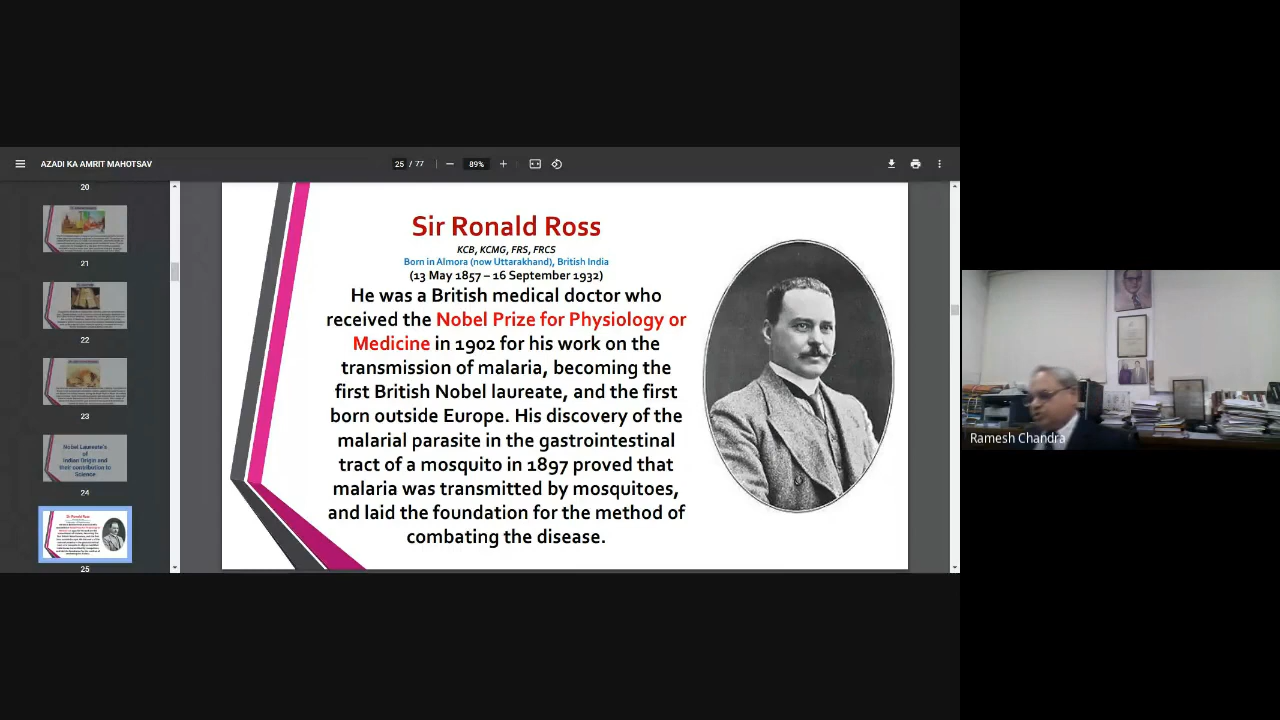 AZADI KA AMRIT MAHOTSAV
25 / 77
89%
20
21
22
23
Nobel Laureate's
of
Indian Origin and
their contribution to
Science
24
Sir Ronald Ross
25
Sir Ronald Ross
KCB, KCMG, FRS, FRCS
Born in Almora (now Uttarakhand), British India
(13 May 1857 – 16 September 1932)
He was a British medical doctor who
received the Nobel Prize for Physiology or
Medicine in 1902 for his work on the
transmission of malaria, becoming the
first British Nobel laureate, and the first
born outside Europe. His discovery of the
malarial parasite in the gastrointestinal
tract of a mosquito in 1897 proved that
malaria was transmitted by mosquitoes,
and laid the foundation for the method of
combating the disease.
Ramesh Chandra